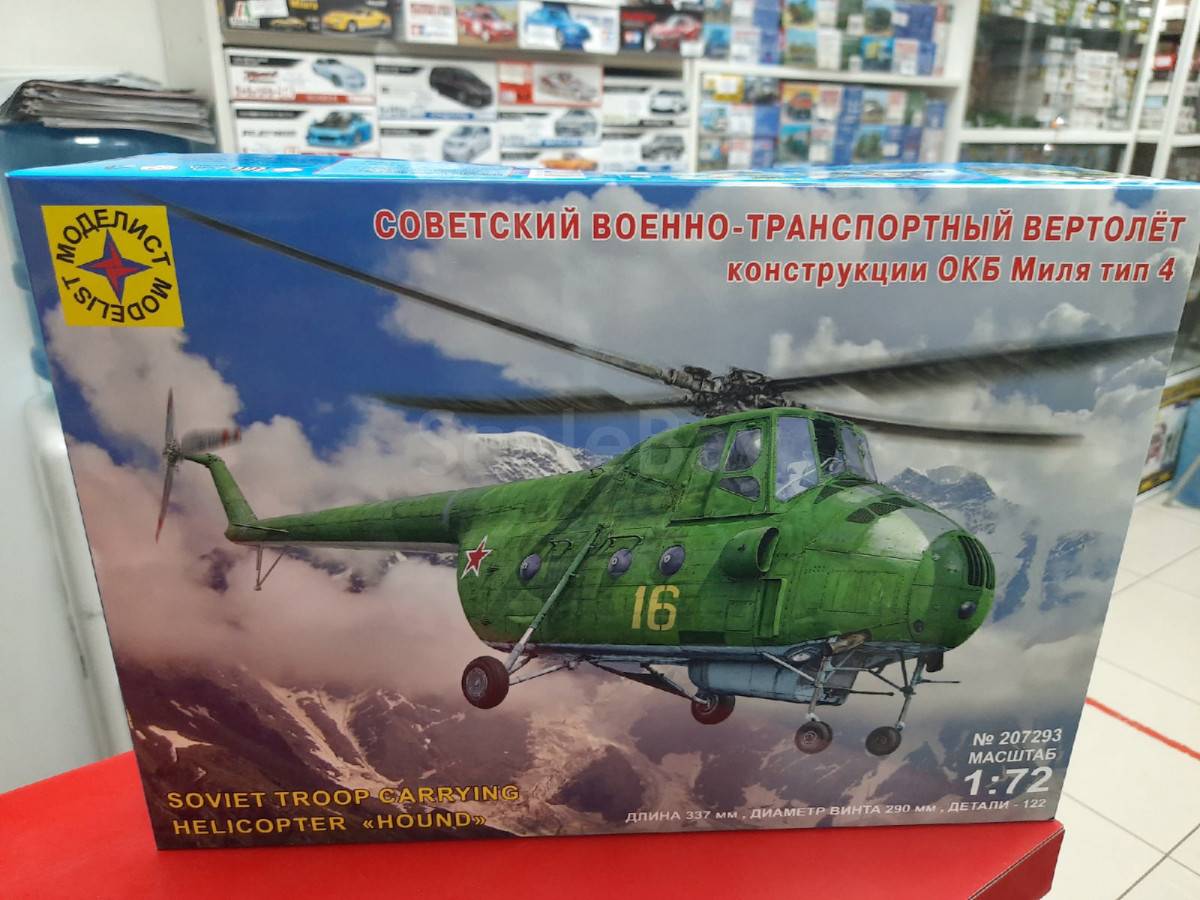 МОДЕЛИСТ
MODELIST
СОВЕТСКИЙ ВОЕННО-ТРАНСПОРТНЫЙ ВЕРТОЛЁТ
конструкции ОКБ Миля тип 4
16
№ 207293
МАСШТАБ
1:72
ДЛИНА 337 мм , ДИАМЕТР ВИНТА 290 мм , ДЕТАЛИ - 122
SOVIET TROOP CARRYING
HELICOPTER «HOUND»